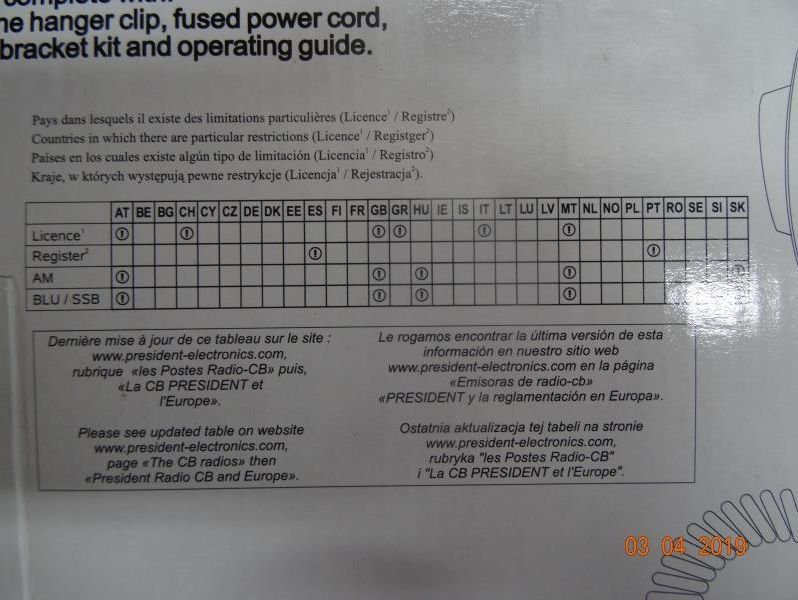 ne hanger clip, fused power cord,
bracket kit and operating guide.
Pays dans lesquels il existe des limitations particulières (Licence¹ / Registre²)
Countries in which there are particular restrictions (Licence¹ / Registger²)
Países en los cuales existe algún tipo de limitación (Licencia¹ / Registro²)
Kraje, w których występują pewne restrykcje (Licencja¹ / Rejestracja²).
AT BE BG CH CY CZ DE DK EE ES FI FR GB GR HU IE IS IT LT LU LV MT NL NO PL PT RO SE SI SK
Licence¹
Register²
AM
BLU / SSB
Dernière mise à jour de ce tableau sur le site :
www.president-electronics.com,
rubrique «les Postes Radio-CB» puis,
«La CB PRESIDENT et
l'Europe».
Le rogamos encontrar la última versión de esta
información en nuestro sitio web
www.president-electronics.com en la página
«Emisoras de radio-cb»
«PRESIDENT y la reglamentación en Europa».
Please see updated table on website
www.president-electronics.com,
page «The CB radios» then
«President Radio CB and Europe».
Ostatnia aktualizacja tej tabeli na stronie
www.president-electronics.com,
rubryka "les Postes Radio-CB"
i "La CB PRESIDENT et l'Europe".
03 04 2019